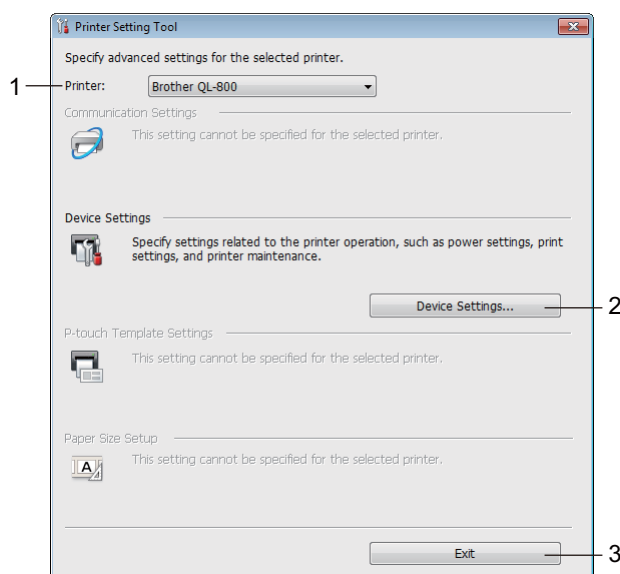 Printer Setting Tool
Specify advanced settings for the selected printer.
1
Printer:
Brother QL-800
Communication Settings
This setting cannot be specified for the selected printer.
Device Settings
Specify settings related to the printer operation, such as power settings, print
settings, and printer maintenance.
Device Settings...
2
P-touch Template Settings
This setting cannot be specified for the selected printer.
Paper Size Setup
A
This setting cannot be specified for the selected printer.
Exit
3